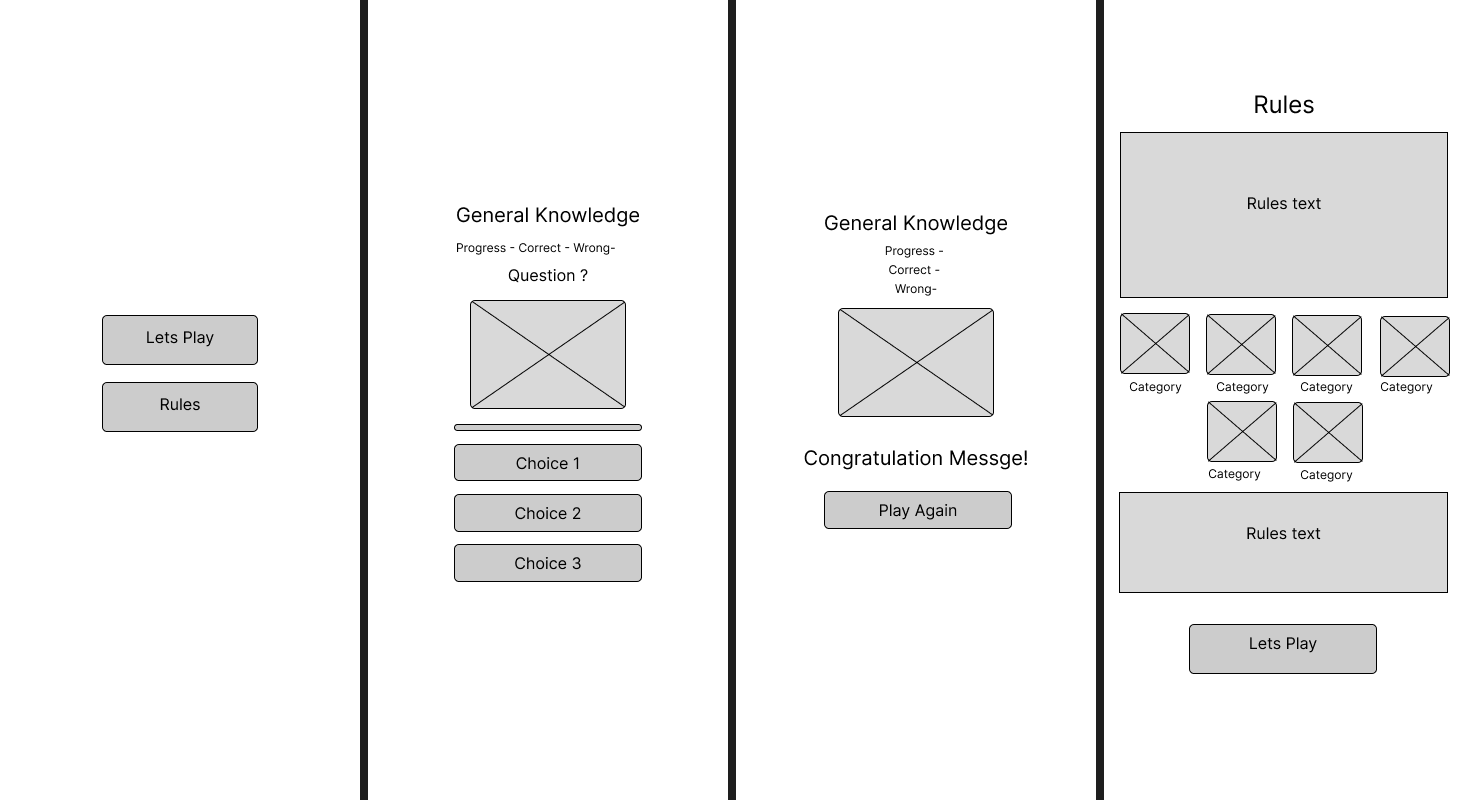 Lets Play
Rules
General Knowledge
Progress - Correct - Wrong-
Question ?
Choice 1
Choice 2
Choice 3
General Knowledge
Progress -
Correct -
Wrong-
Congratulation Messge!
Play Again
Rules
Rules text
Category Category Category Category
Category Category
Rules text
Lets Play